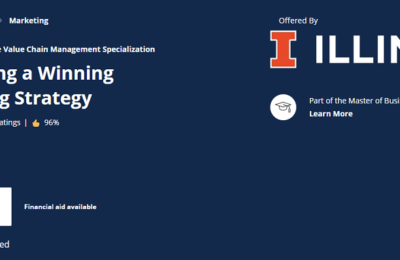 Marketing
Value Chain Management Specialization
ng a Winning
g Strategy
atings | 96%
Financial aid available
ed
Offered By
I ILLIN
Part of the Master of Busi
Learn More